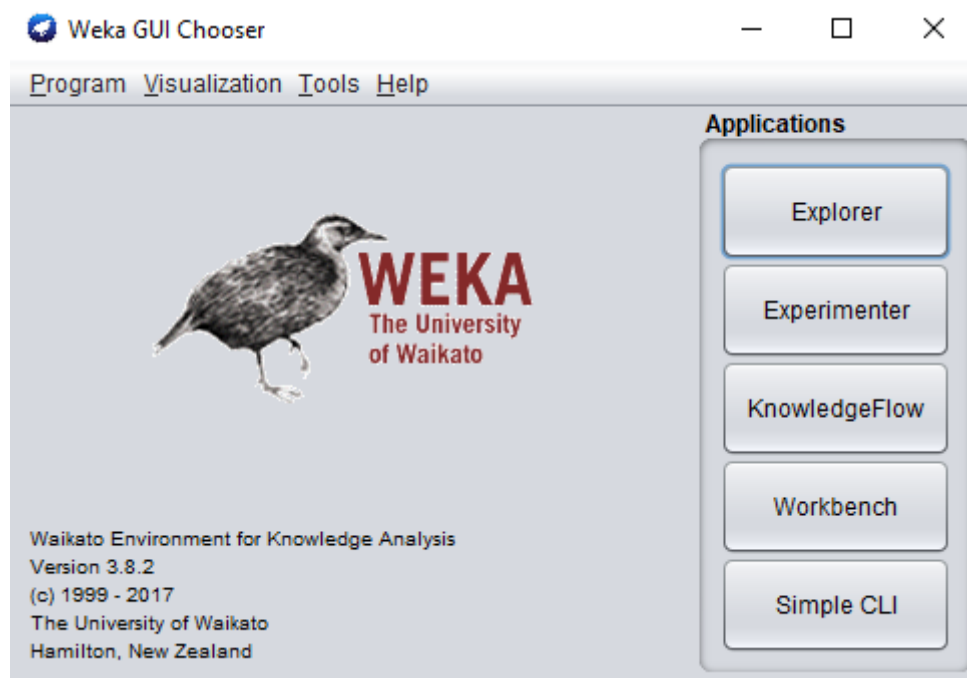 Weka GUI Chooser
Program Visualization Tools Help
Applications
Explorer
Experimenter
KnowledgeFlow
Workbench
Simple CLI
WEKA
The University
of Waikato
Waikato Environment for Knowledge Analysis
Version 3.8.2
(c) 1999 - 2017
The University of Waikato
Hamilton, New Zealand